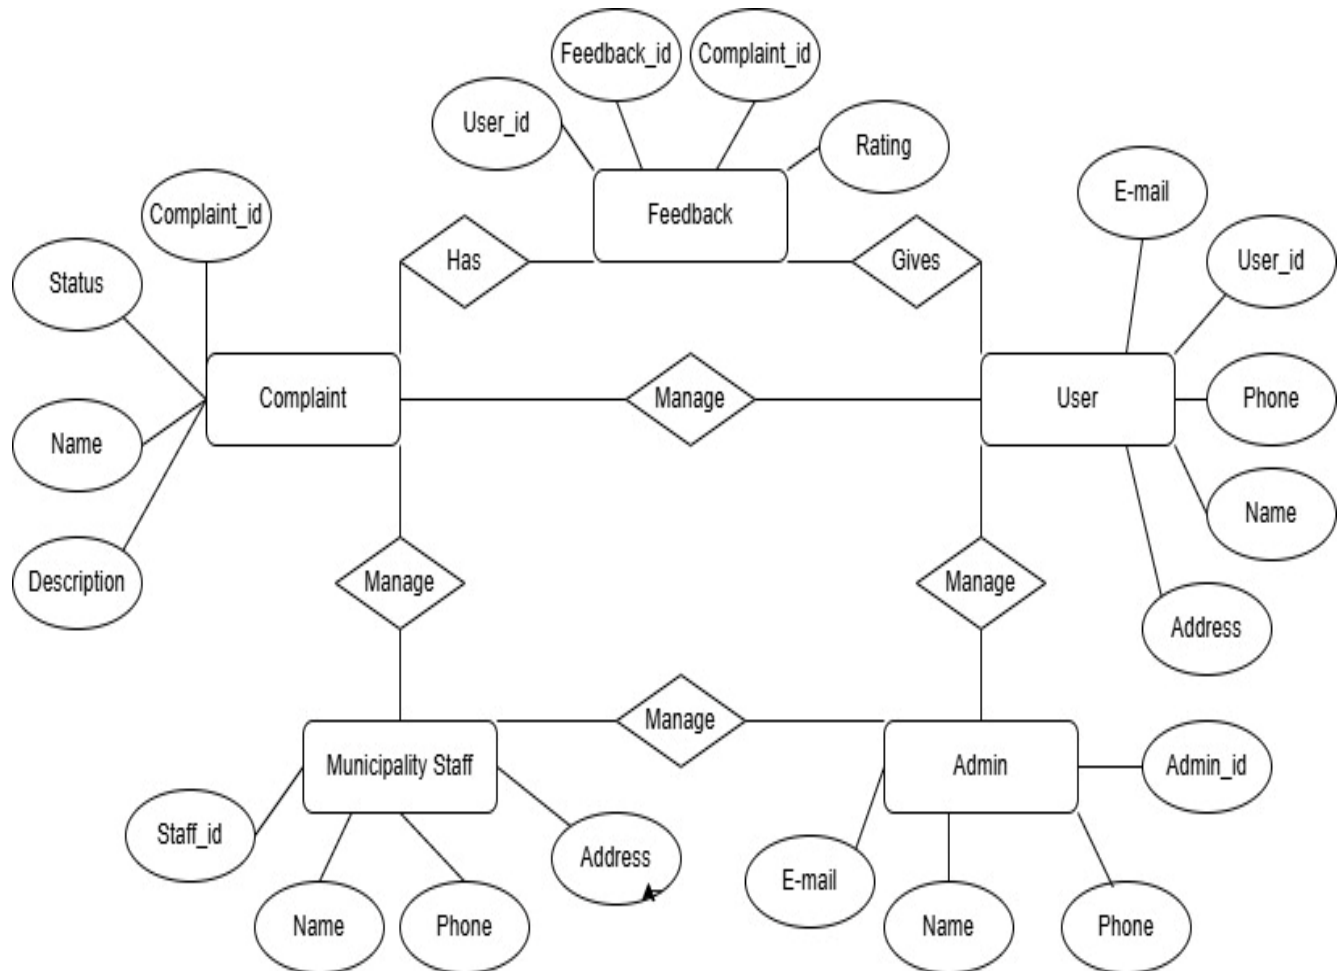 Feedback_id
Complaint_id
User_id
Rating
E-mail
Complaint_id
Feedback
User_id
Status
Has
Gives
Complaint
Manage
User
Phone
Name
Name
Description
Manage
Manage
Address
Manage
Municipality Staff
Admin
Admin_id
Staff_id
Address
E-mail
Name
Phone
Name
Phone